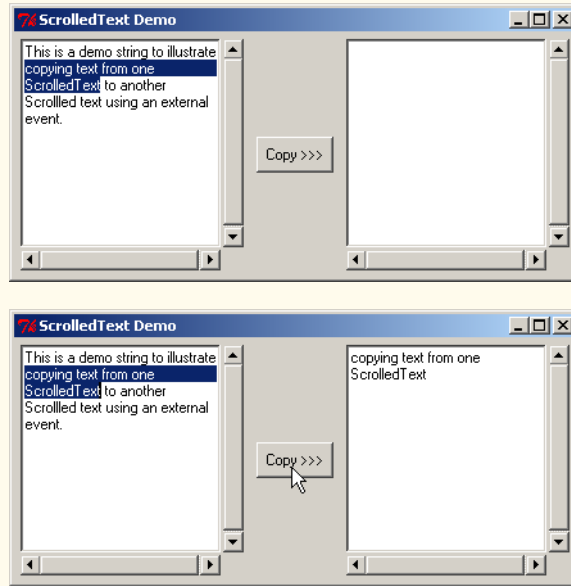 ScrolledText Demo
This is a demo string to illustrate
copying text from one
ScrolledText to another
Scrollled text using an external
event.
Copy >>>
ScrolledText Demo
This is a demo string to illustrate
copying text from one
ScrolledText to another
Scrollled text using an external
event.
Copy >>>
copying text from one
ScrolledText